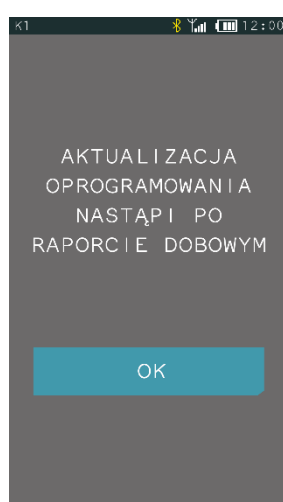 K1 12:00
AKTUALIZACJA
OPROGRAMOWANIA
NASTĄPI PO
RAPORCIE DOBOWYM
OK